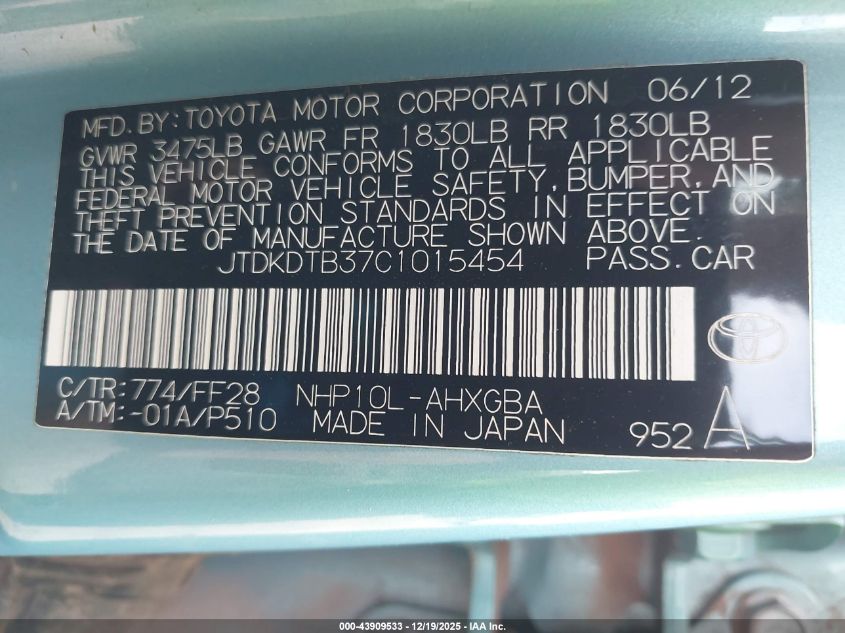 MFD. BY: TOYOTA MOTOR CORPORATION 06/12
GVWR 3475LB GAWR FR 1830LB RR 1830LB
THIS VEHICLE CONFORMS TO ALL APPLICABLE
FEDERAL MOTOR VEHICLE SAFETY, BUMPER, AND
THEFT PREVENTION STANDARDS IN EFFECT ON
THE DATE OF MANUFACTURE SHOWN ABOVE.
JTDKDTB37C1015454 PASS. CAR
C/TR: 774/FF28 NHP10L-AHXGBA
A/TM: -01A/P510 MADE IN JAPAN 952 A
000-43909533 - 12/19/2025 - IAA Inc.